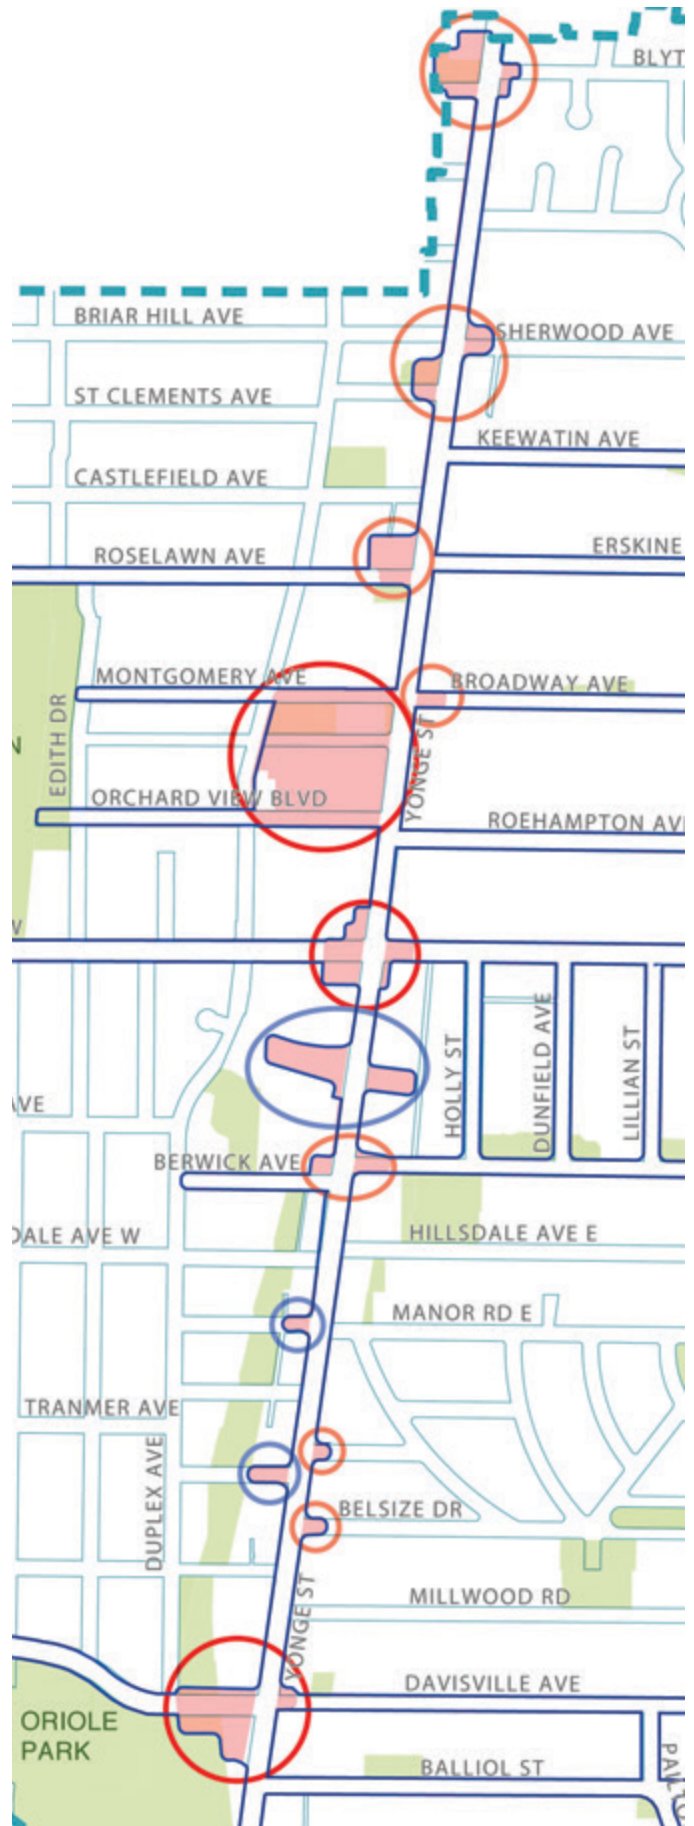 BLYT
BRIAR HILL AVE
SHERWOOD AVE
ST CLEMENTS AVE
KEEWATIN AVE
CASTLEFIELD AVE
ROSELAWN AVE
ERSKINE
MONTGOMERY AVE
BROADWAY AVE
EDITH DR
YONGE ST
N
ORCHARD VIEW BLVD
ROEHAMPTON AV
W
HOLLY ST
DUNFIELD AVE
LILLIAN ST
AVE
BERWICK AVE
DALE AVE W
HILLSDALE AVE E
MANOR RD E
TRANMER AVE
DUPLEX AVE
BELSIZE DR
MILLWOOD RD
YONGE ST
DAVISVILLE AVE
ORIOLE
PARK
BALLIOL ST